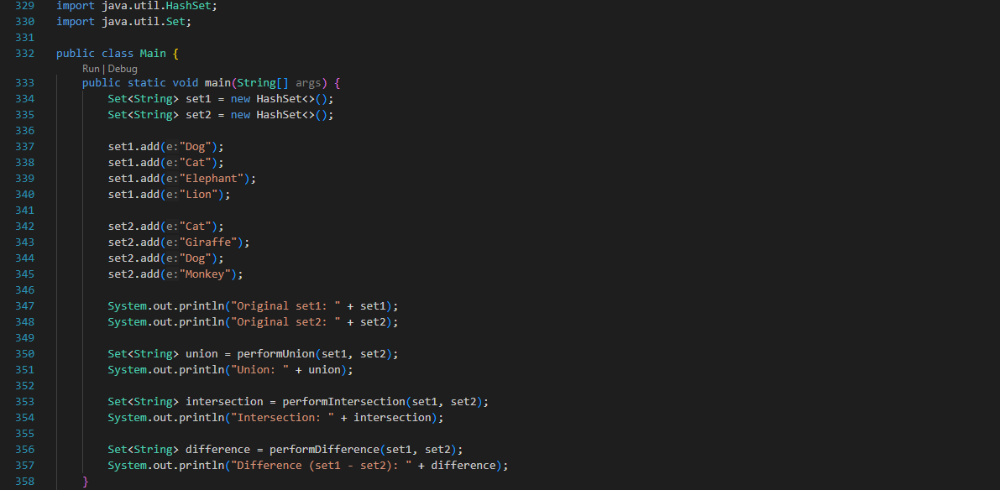 329 import java.util.HashSet;
330 import java.util.Set;
331
332 public class Main {
Run | Debug
333 public static void main(String[] args) {
334 Set<String> set1 = new HashSet<>();
335 Set<String> set2 = new HashSet<>();
336
337 set1.add(e:"Dog");
338 set1.add(e:"Cat");
339 set1.add(e:"Elephant");
340 set1.add(e:"Lion");
341
342 set2.add(e:"Cat");
343 set2.add(e:"Giraffe");
344 set2.add(e:"Dog");
345 set2.add(e:"Monkey");
346
347 System.out.println("Original set1: " + set1);
348 System.out.println("Original set2: " + set2);
349
350 Set<String> union = performUnion(set1, set2);
351 System.out.println("Union: " + union);
352
353 Set<String> intersection = performIntersection(set1, set2);
354 System.out.println("Intersection: " + intersection);
355
356 Set<String> difference = performDifference(set1, set2);
357 System.out.println("Difference (set1 - set2): " + difference);
358 }